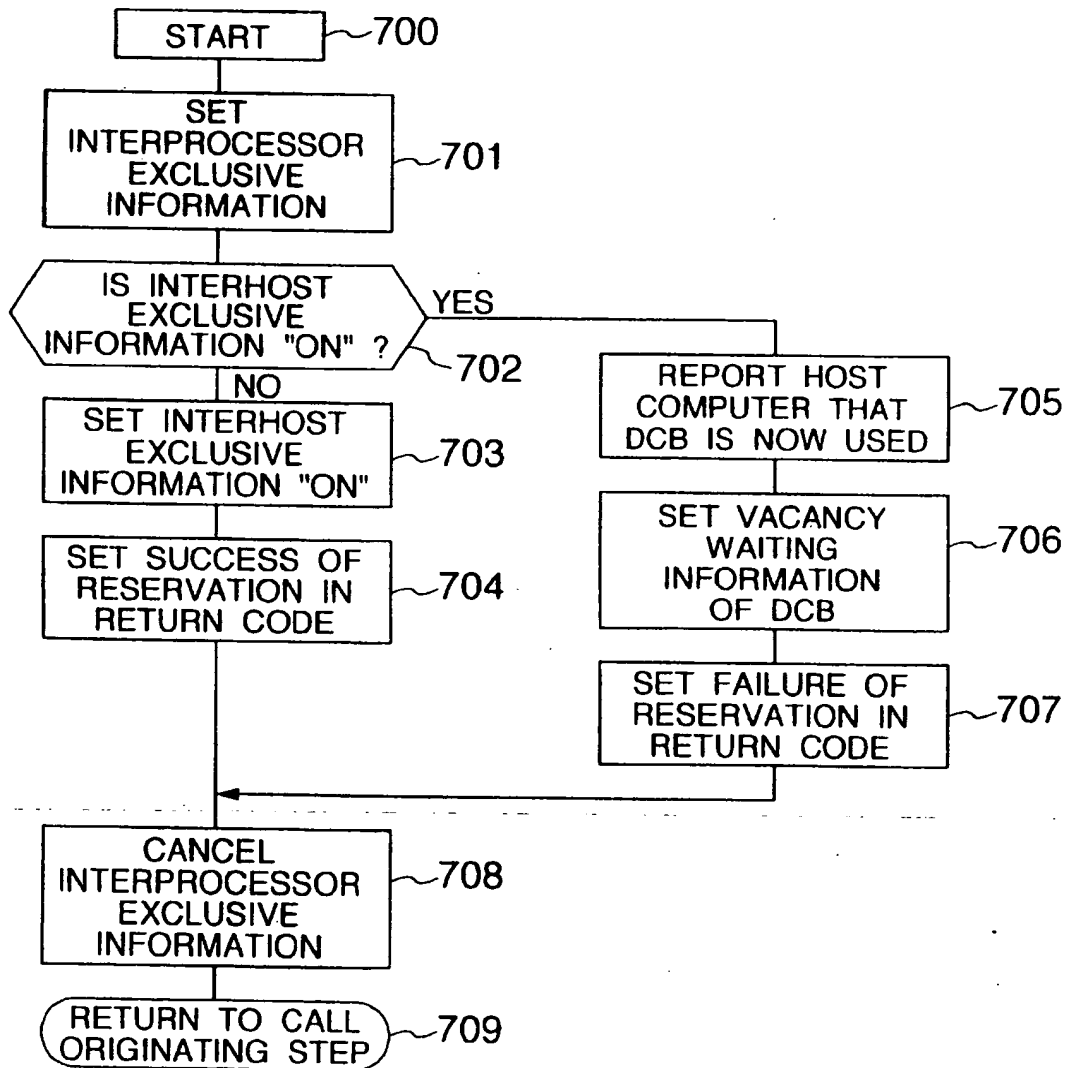 START
700
SET
INTERPROCESSOR
EXCLUSIVE
INFORMATION
701
IS INTERHOST
EXCLUSIVE
INFORMATION "ON" ?
702
YES
NO
SET INTERHOST
EXCLUSIVE
INFORMATION "ON"
703
SET SUCCESS OF
RESERVATION IN
RETURN CODE
704
REPORT HOST
COMPUTER THAT
DCB IS NOW USED
705
SET VACANCY
WAITING
INFORMATION
OF DCB
706
SET FAILURE OF
RESERVATION IN
RETURN CODE
707
CANCEL
INTERPROCESSOR
EXCLUSIVE
INFORMATION
708
RETURN TO CALL
ORIGINATING STEP
709